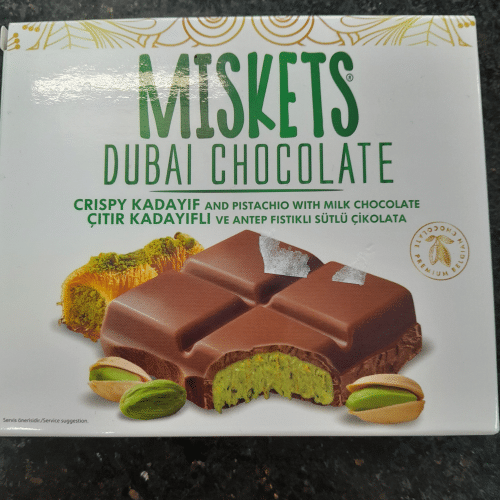 MISKETS®
DUBAI CHOCOLATE
CRISPY KADAYIF AND PISTACHIO WITH MILK CHOCOLATE
ÇITIR KADAYIFLI VE ANTEP FISTIKLI SÜTLÜ ÇİKOLATA
PREMIUM BELGIAN CHOCOLATE
Servis önerisidir./Service suggestion.